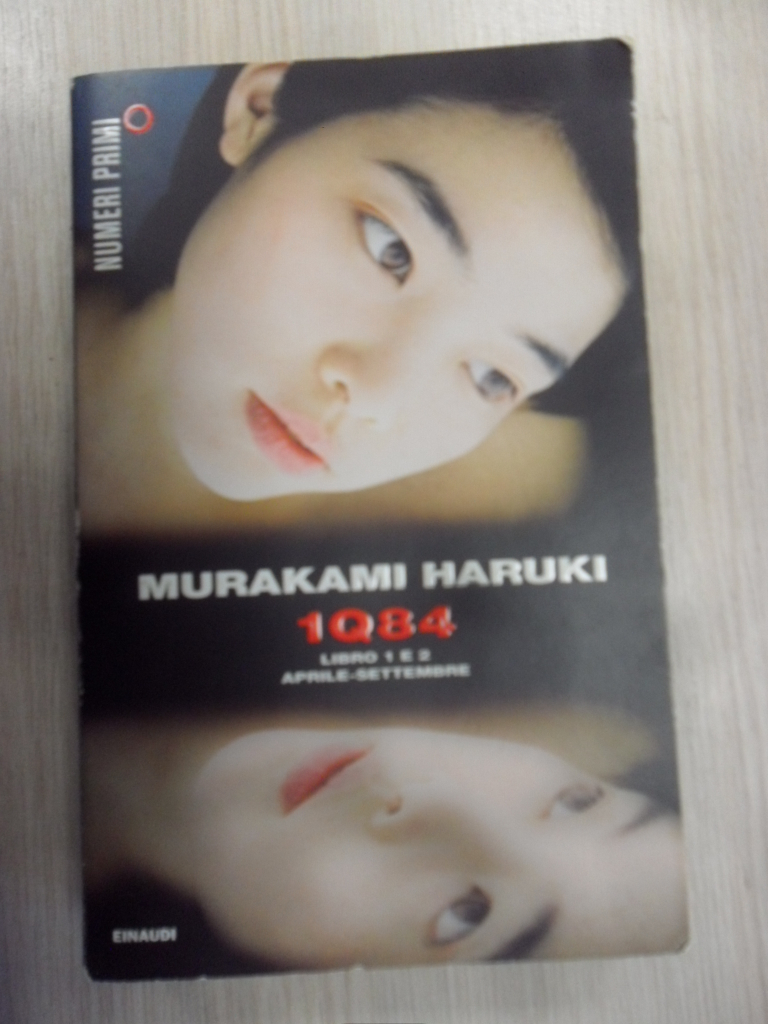 NUMERI PRIMI
MURAKAMI HARUKI
1Q84
LIBRO 1 E 2
APRILE-SETTEMBRE
EINAUDI